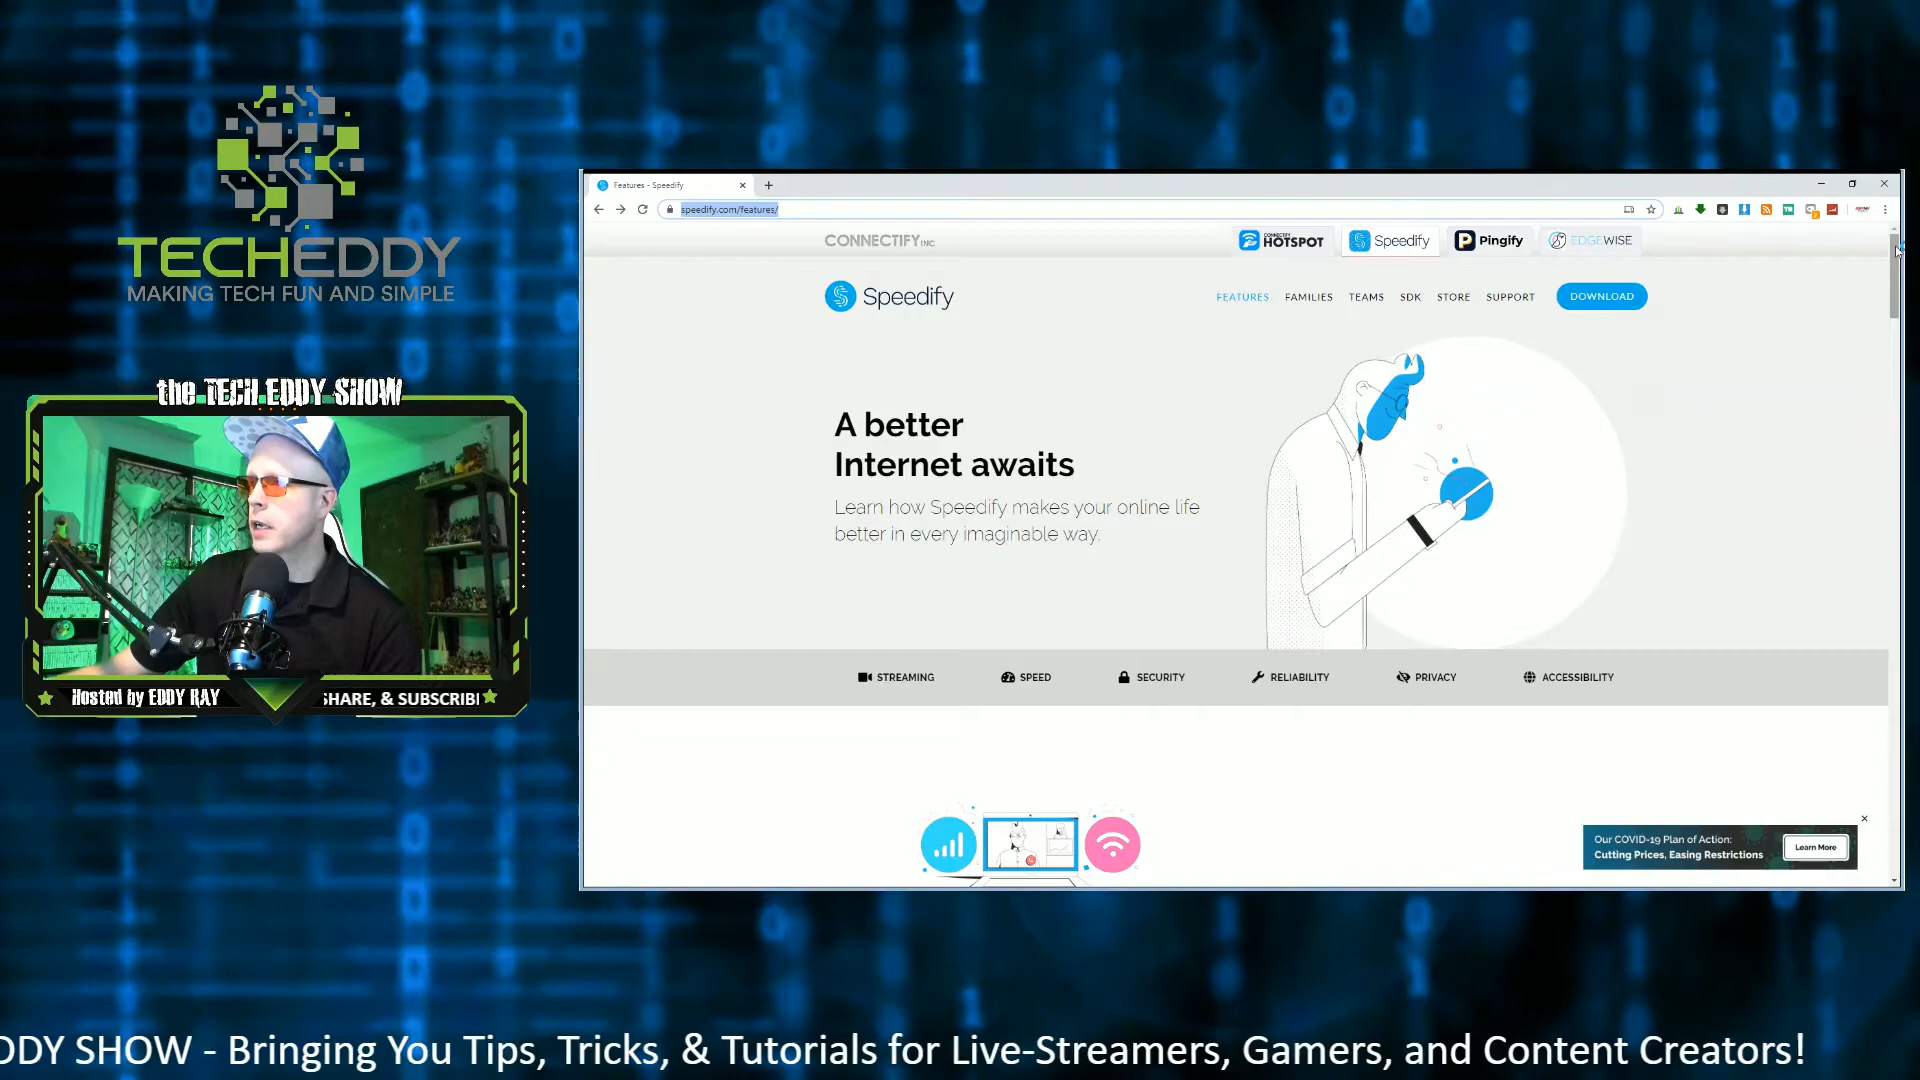 TECHEDDY
MAKING TECH FUN AND SIMPLE
the TECH EDDY SHOW
Hosted by EDDY RAY
SHARE, & SUBSCRIB
Features - Speedify
speedify.com/features/
CONNECTIFY INC
CONNECTIFY
HOTSPOT
Speedify
Pingify
EDGEWISE
Speedify
FEATURES
FAMILIES
TEAMS
SDK
STORE
SUPPORT
DOWNLOAD
A better
Internet awaits
Learn how Speedify makes your online life
better in every imaginable way.
STREAMING
SPEED
SECURITY
RELIABILITY
PRIVACY
ACCESSIBILITY
Our COVID-19 Plan of Action:
Cutting Prices, Easing Restrictions
Learn More
DDY SHOW - Bringing You Tips, Tricks, & Tutorials for Live-Streamers, Gamers, and Content Creators!